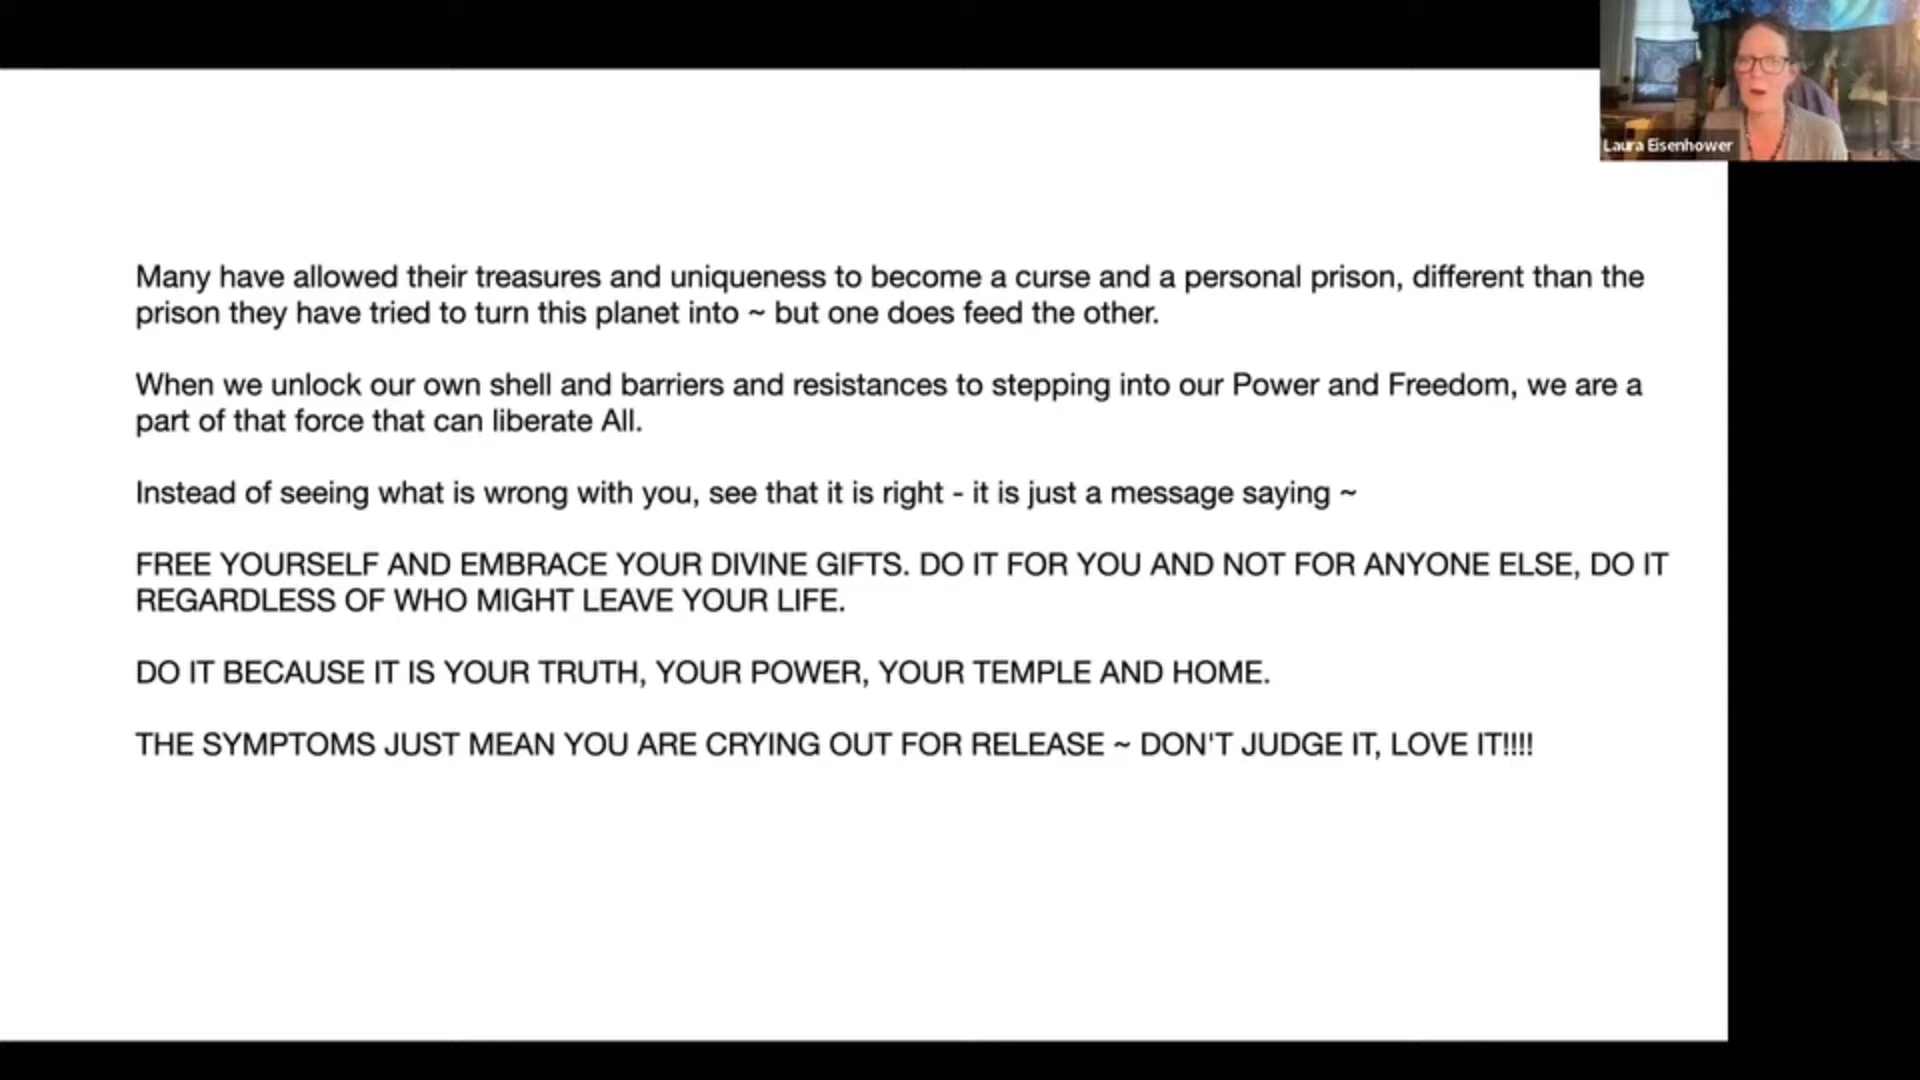 Laura Eisenhower
Many have allowed their treasures and uniqueness to become a curse and a personal prison, different than the
prison they have tried to turn this planet into ~ but one does feed the other.
When we unlock our own shell and barriers and resistances to stepping into our Power and Freedom, we are a
part of that force that can liberate All.
Instead of seeing what is wrong with you, see that it is right - it is just a message saying ~
FREE YOURSELF AND EMBRACE YOUR DIVINE GIFTS. DO IT FOR YOU AND NOT FOR ANYONE ELSE, DO IT
REGARDLESS OF WHO MIGHT LEAVE YOUR LIFE.
DO IT BECAUSE IT IS YOUR TRUTH, YOUR POWER, YOUR TEMPLE AND HOME.
THE SYMPTOMS JUST MEAN YOU ARE CRYING OUT FOR RELEASE ~ DON'T JUDGE IT, LOVE IT!!!!